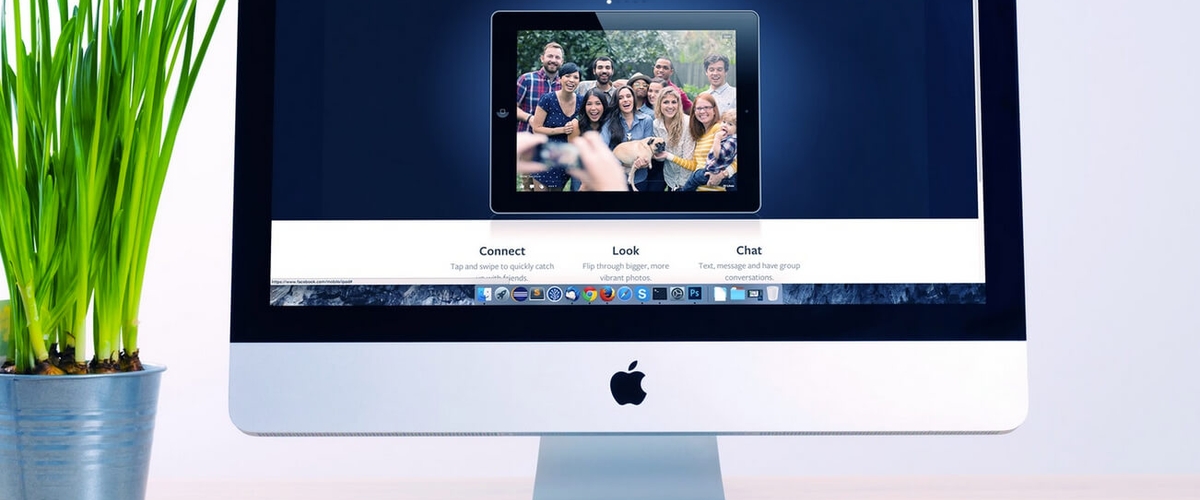 Connect
Look
Chat
Tap and swipe to quickly catch
up with friends.
Flip through bigger, more
vibrant photos.
Text, message and have group
conversations.
https://www.facebook.com/mobile/ipad#
S
Ps